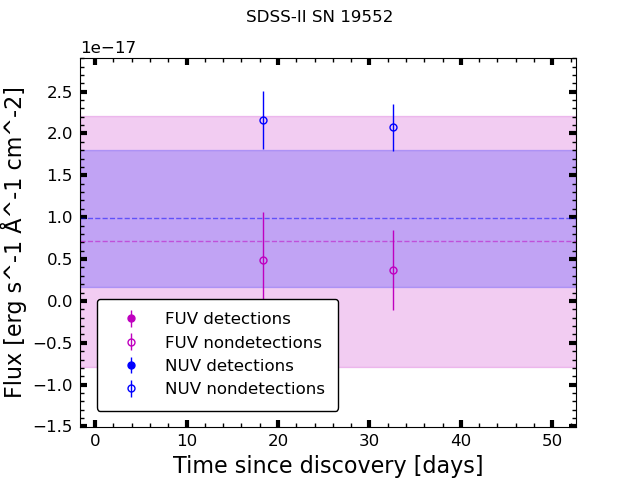 SDSS-II SN 19552
1e−17
2.5
2.0
1.5
1.0
0.5
0.0
−0.5
−1.0
−1.5
Flux [erg s^-1 Å^-1 cm^-2]
FUV detections
FUV nondetections
NUV detections
NUV nondetections
0 10 20 30 40 50
Time since discovery [days]